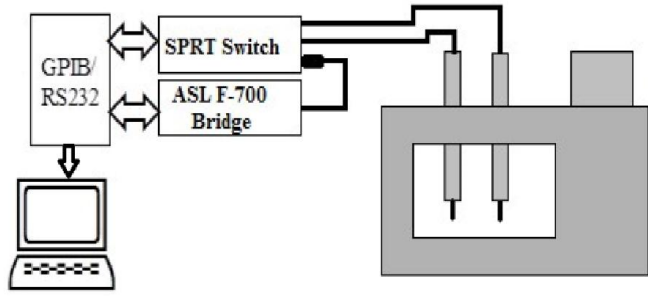 GPIB/
RS232
SPRT Switch
ASL F-700
Bridge